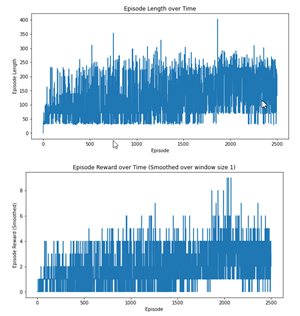 Episode Length over Time
400
350
300
250
200
150
100
50
0
Episode Length
0 500 1000 1500 2000 2500
Episode
Episode Reward over Time (Smoothed over window size 1)
8
6
4
2
0
Episode Reward (Smoothed)
0 500 1000 1500 2000 2500
Episode